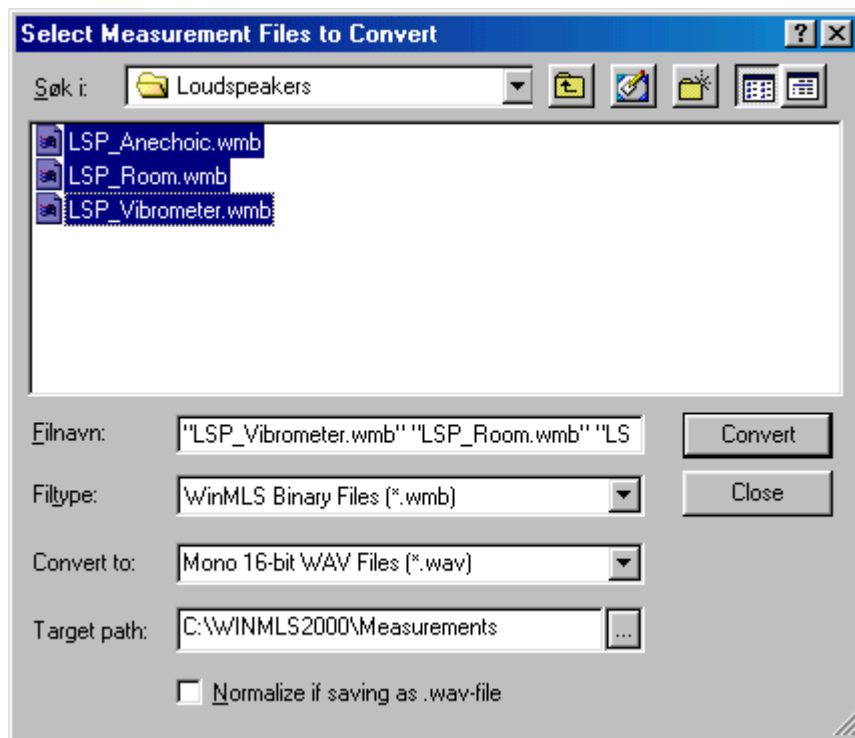 Select Measurement Files to Convert
Søk i: Loudspeakers
LSP_Anechoic.wmb
LSP_Room.wmb
LSP_Vibrometer.wmb
Filnavn: "LSP_Vibrometer.wmb" "LSP_Room.wmb" "LS Convert
Filtype: WinMLS Binary Files (*.wmb) Close
Convert to: Mono 16-bit WAV Files (*.wav)
Target path: C:\WINMLS2000\Measurements ...
Normalize if saving as .wav-file